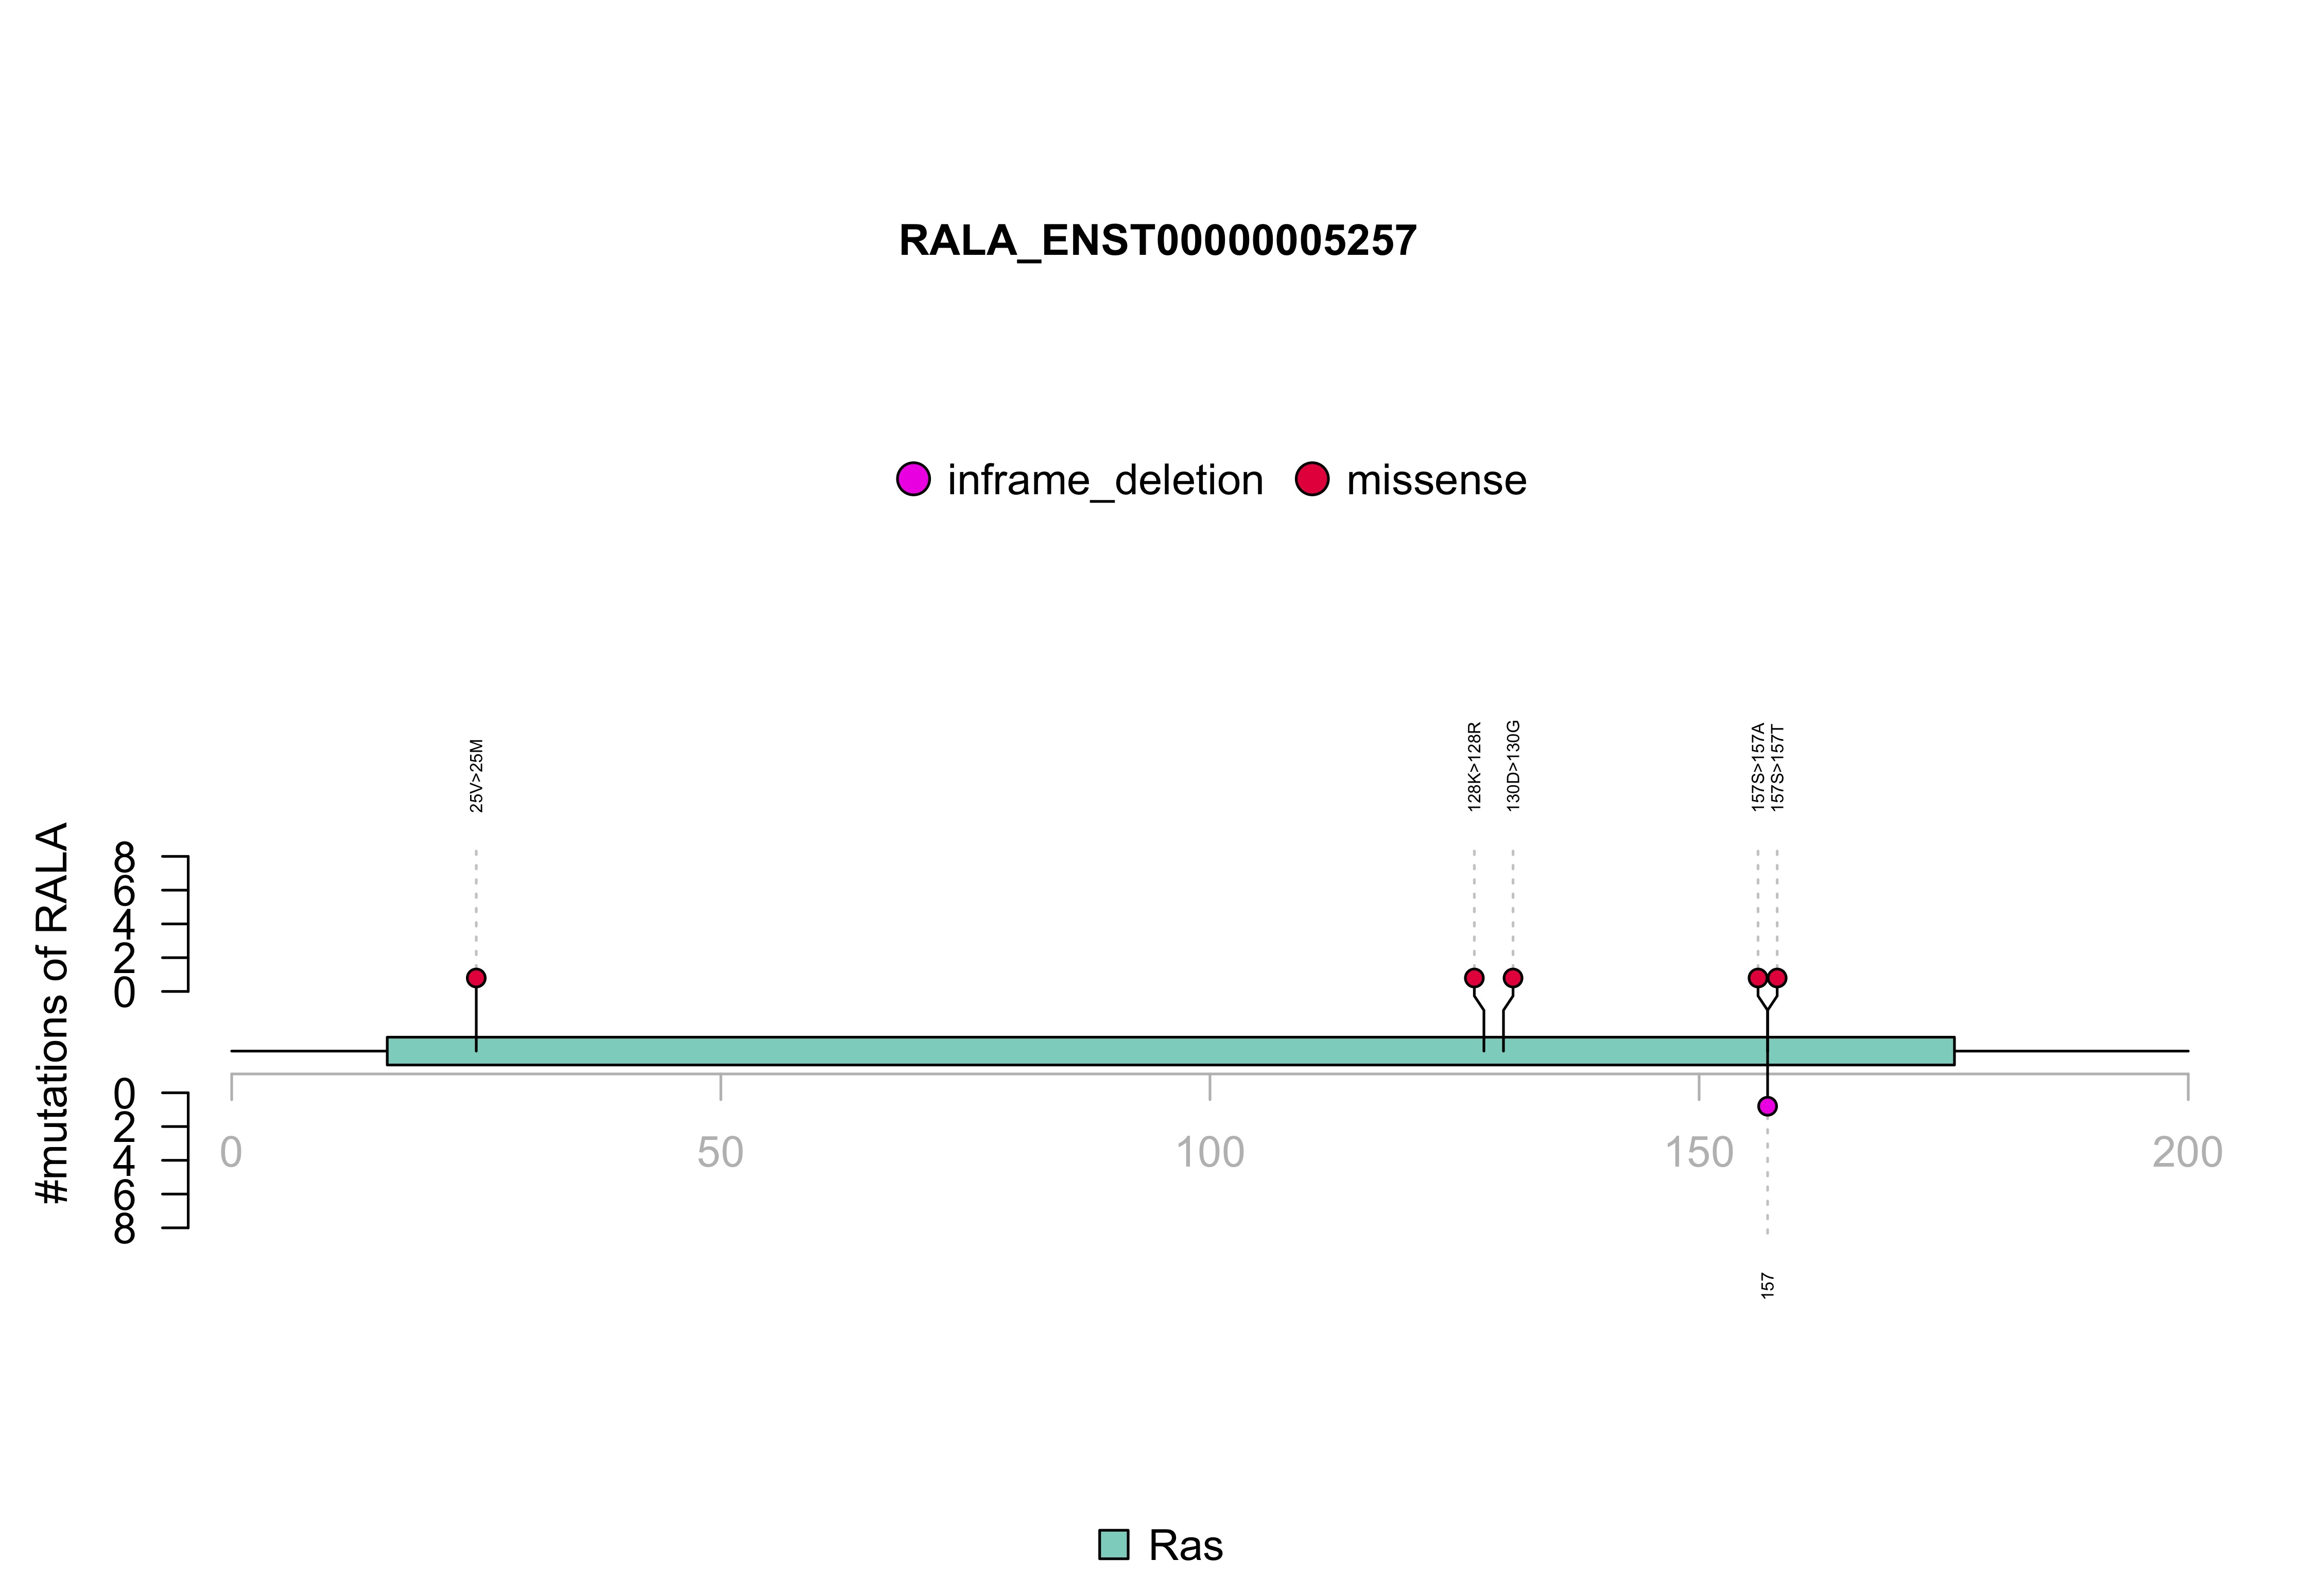 RALA_ENST00000005257
inframe_deletion
missense
25V>25M
128K>128R
130D>130G
157S>157A
157S>157T
#mutations of RALA
8
6
4
2
0
0
2
4
6
8
0
50
100
150
200
157
Ras